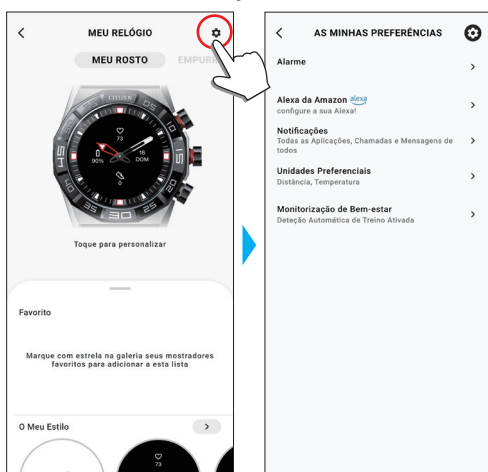 MEU RELÓGIO
MEU ROSTO
EMPURR
CITIZEN
73
90%
16
DOM
0
Toque para personalizar
Favorito
Marque com estrela na galeria seus mostradores
favoritos para adicionar a esta lista
O Meu Estilo
73
AS MINHAS PREFERÊNCIAS
Alarme
Alexa da Amazon alexa
configure a sua Alexa!
Notificações
Todas as Aplicações, Chamadas e Mensagens de
todos
Unidades Preferenciais
Distância, Temperatura
Monitorização de Bem-estar
Deteção Automática de Treino Ativada